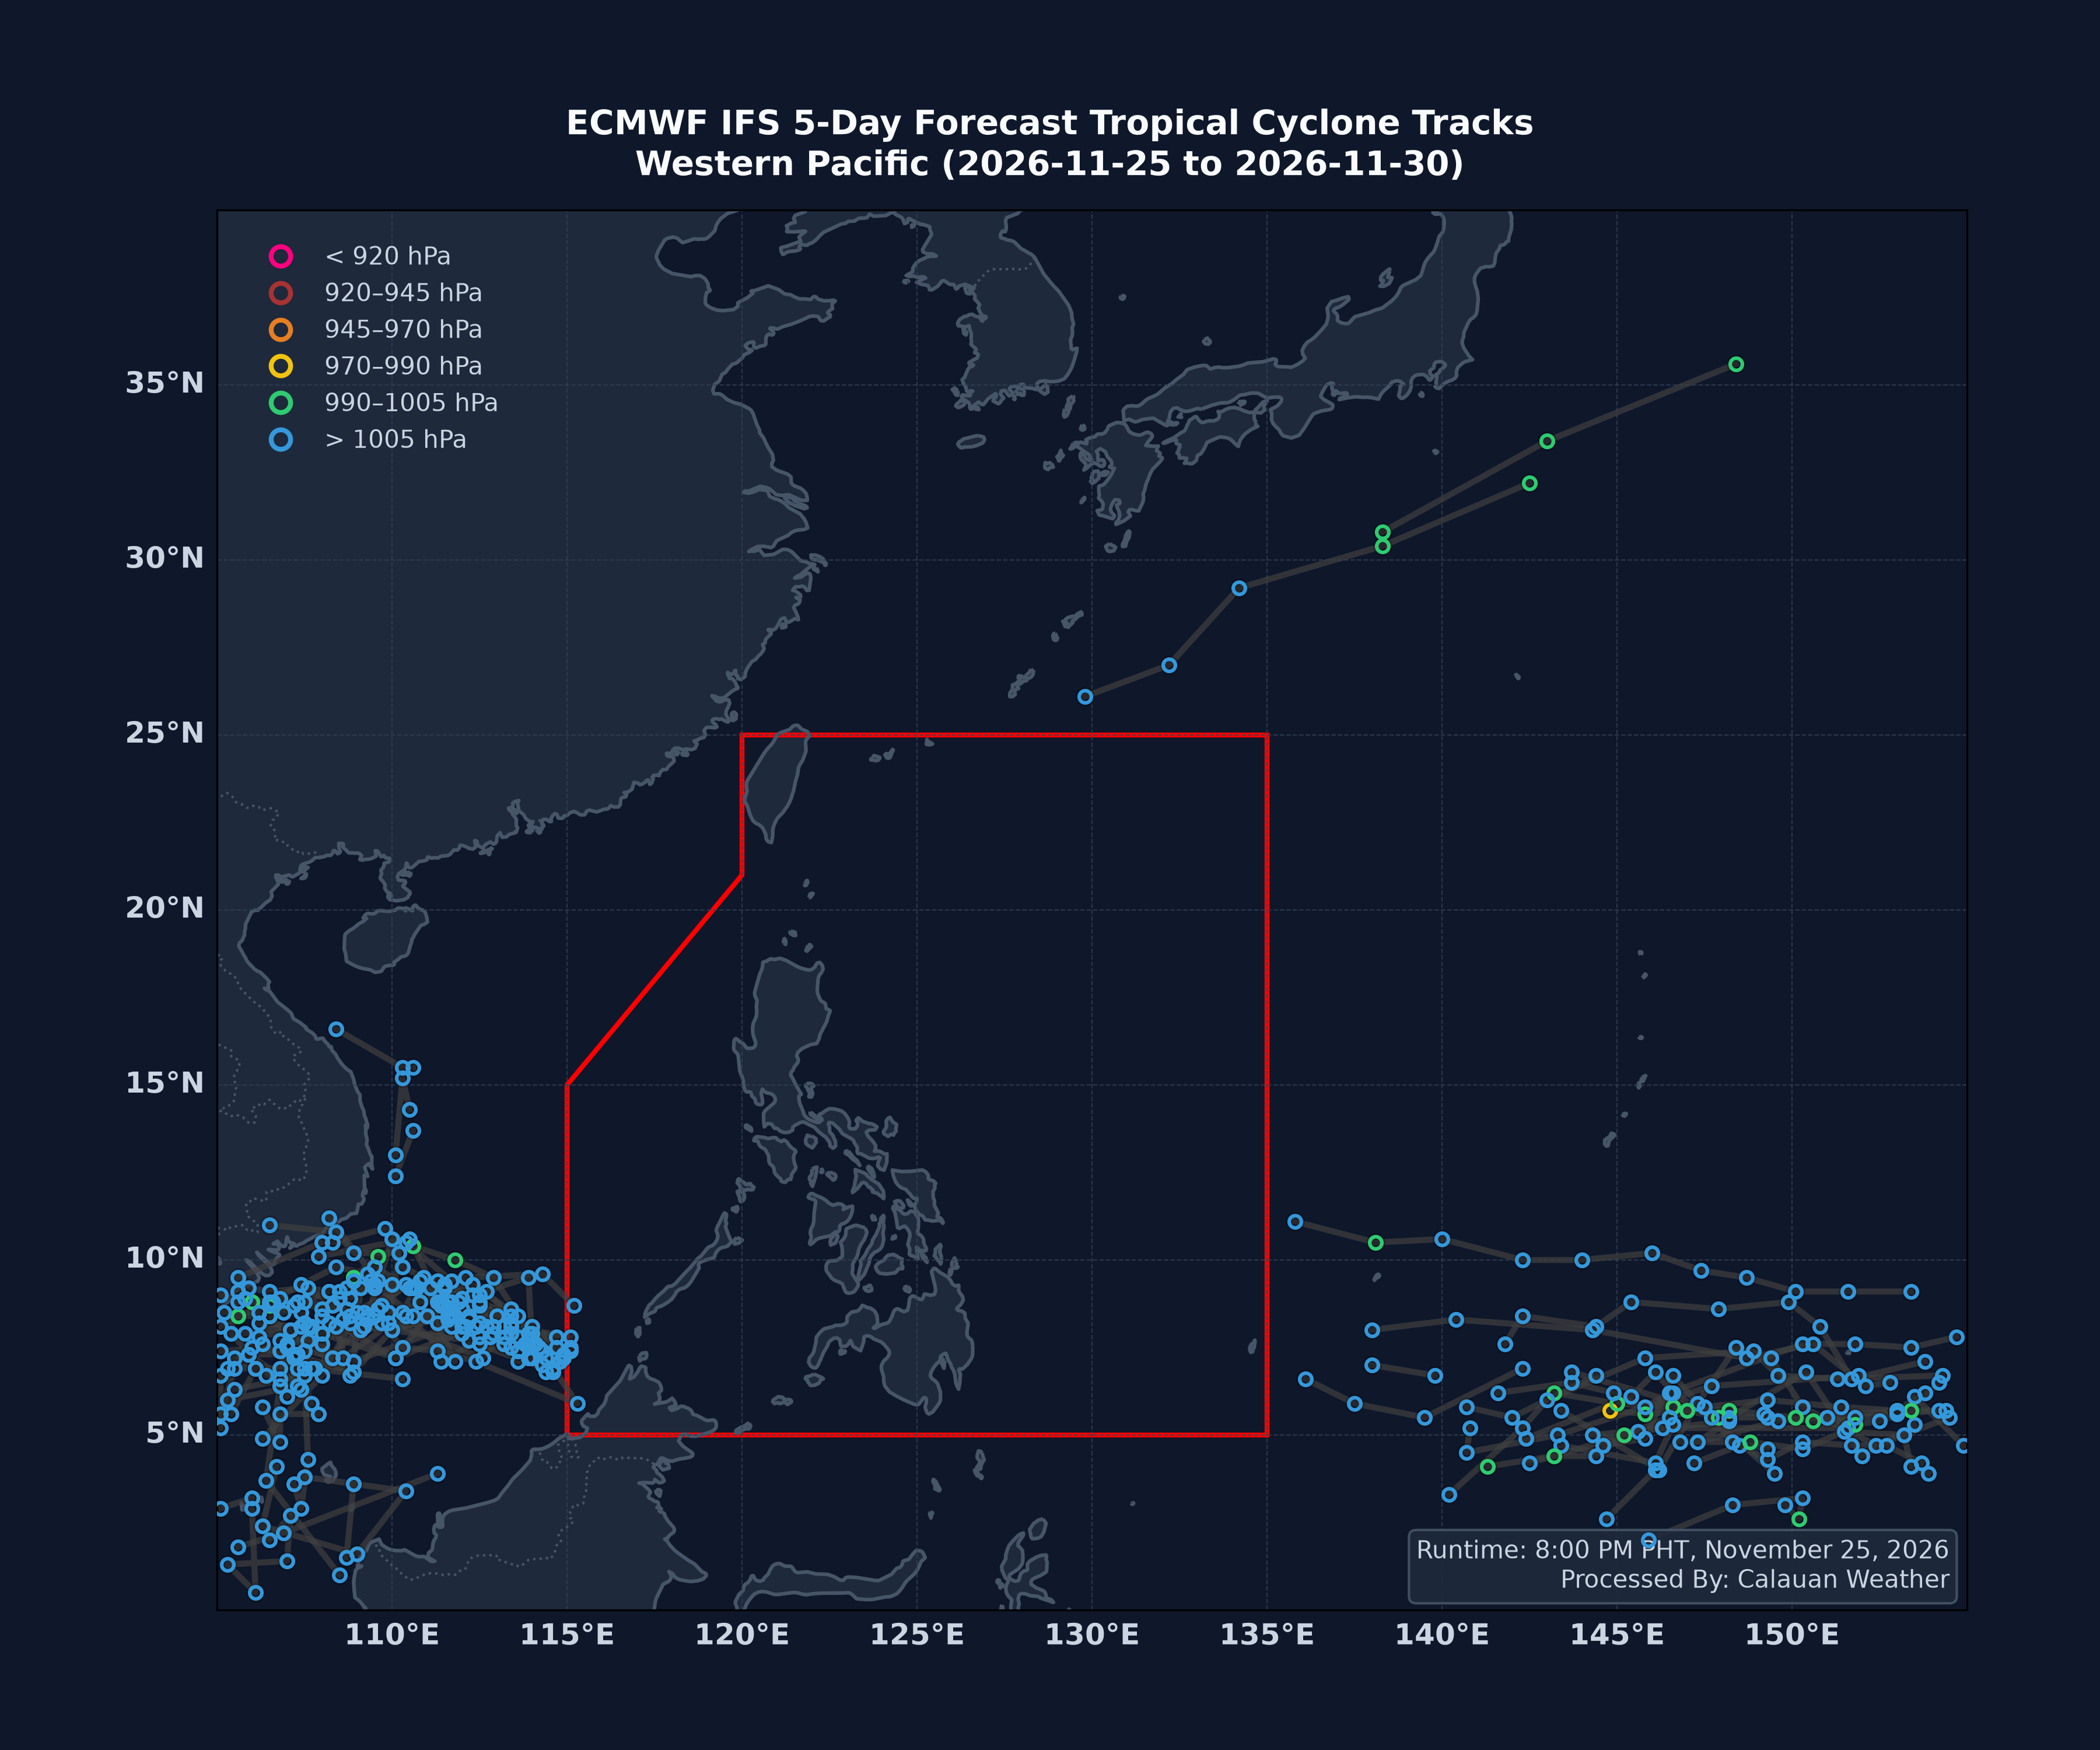 ECMWF IFS 5-Day Forecast Tropical Cyclone Tracks
Western Pacific (2026-11-25 to 2026-11-30)
< 920 hPa
920–945 hPa
945–970 hPa
970–990 hPa
990–1005 hPa
> 1005 hPa
35°N
30°N
25°N
20°N
15°N
10°N
5°N
Runtime: 8:00 PM PHT, November 25, 2026
Processed By: Calauan Weather
110°E 115°E 120°E 125°E 130°E 135°E 140°E 145°E 150°E